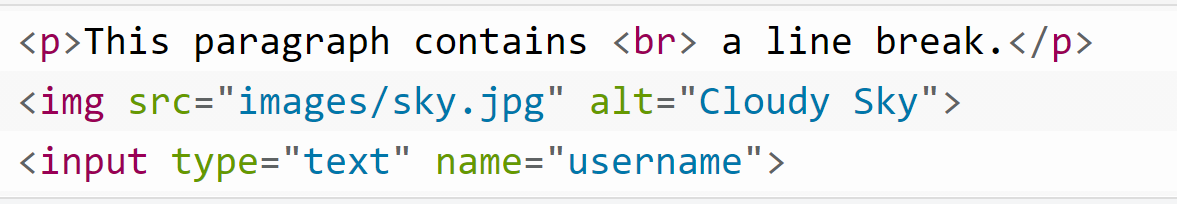 <p>This paragraph contains <br> a line break.</p>
<img src="images/sky.jpg" alt="Cloudy Sky">
<input type="text" name="username">